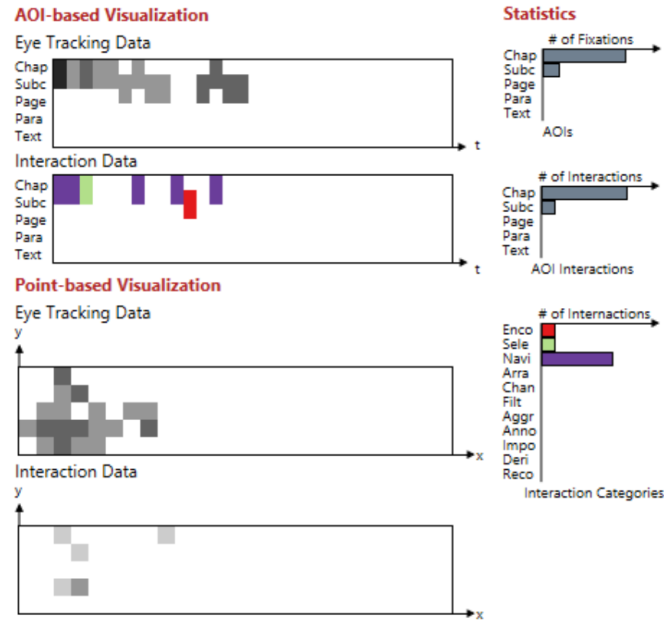 AOI-based Visualization
Eye Tracking Data
Chap
Subc
Page
Para
Text
t
Interaction Data
Chap
Subc
Page
Para
Text
t
Point-based Visualization
Eye Tracking Data
y
x
Interaction Data
y
x
Statistics
# of Fixations
Chap
Subc
Page
Para
Text
AOIs
# of Interactions
Chap
Subc
Page
Para
Text
AOI Interactions
# of Internactions
Enco
Sele
Navi
Arra
Chan
Filt
Aggr
Anno
Impo
Deri
Reco
Interaction Categories